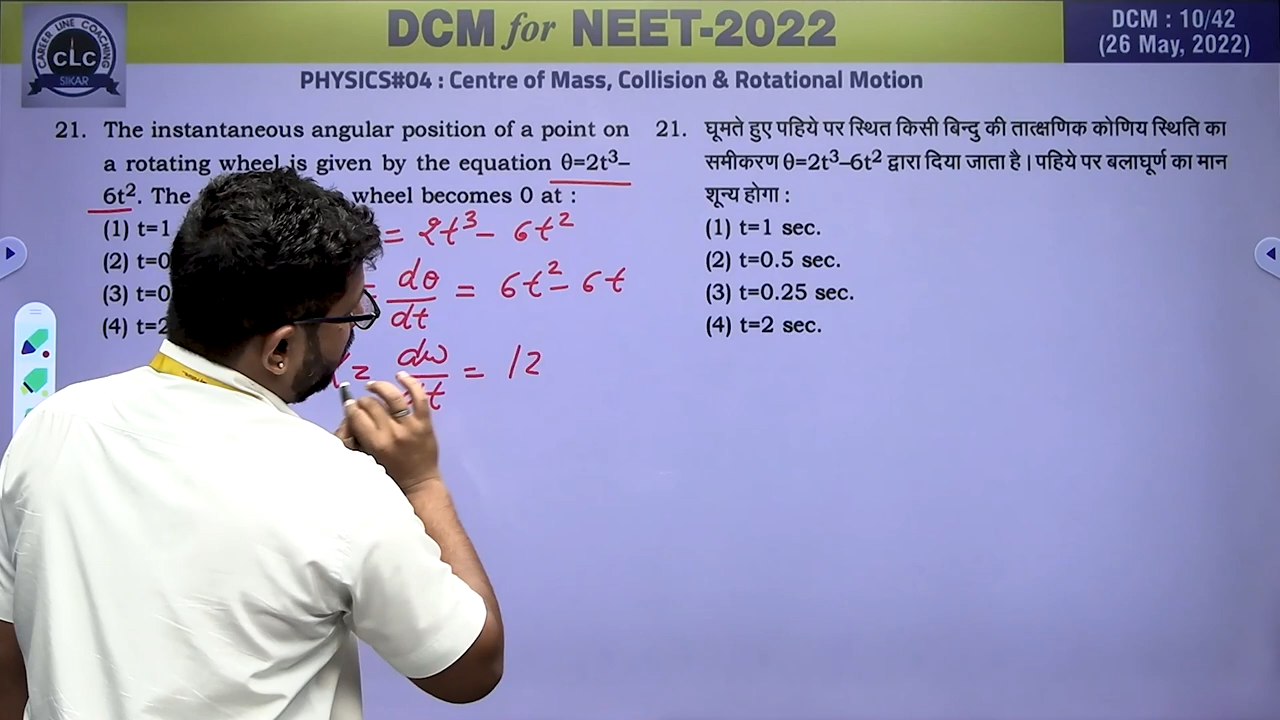 DCM for NEET-2022
DCM : 10/42
(26 May, 2022)
CAREER LINE COACHING
CLC
SIKAR
PHYSICS#04 : Centre of Mass, Collision & Rotational Motion
21. The instantaneous angular position of a point on
a rotating wheel is given by the equation θ=2t³–
6t². The wheel becomes 0 at :
(1) t=1
(2) t=0
(3) t=0
(4) t=2
= 2t³ - 6t²
= dθ/dt = 6t² - 6t
= dω/dt = 12
21. घूमते हुए पहिये पर स्थित किसी बिन्दु की तात्क्षणिक कोणिय स्थिति का
समीकरण θ=2t³–6t² द्वारा दिया जाता है। पहिये पर बलाघूर्ण का मान
शून्य होगा :
(1) t=1 sec.
(2) t=0.5 sec.
(3) t=0.25 sec.
(4) t=2 sec.